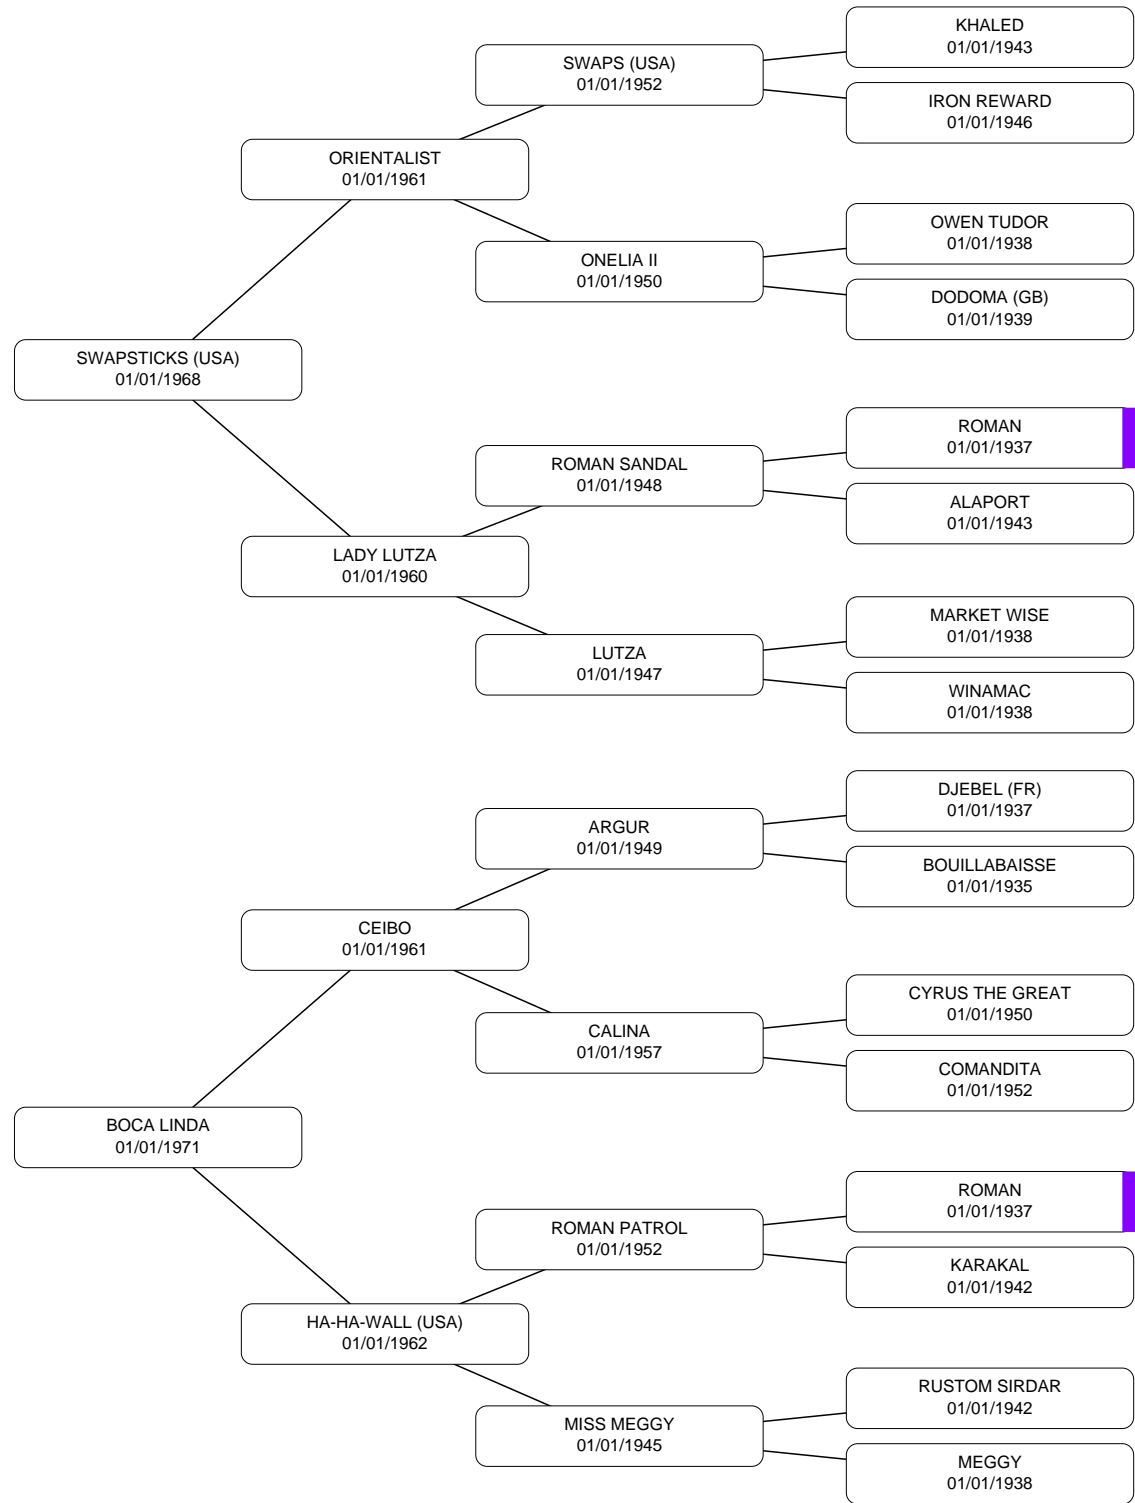 KHALED
01/01/1943
SWAPS (USA)
01/01/1952
IRON REWARD
01/01/1946
ORIENTALIST
01/01/1961
OWEN TUDOR
01/01/1938
ONELIA II
01/01/1950
DODOMA (GB)
01/01/1939
SWAPSTICKS (USA)
01/01/1968
ROMAN
01/01/1937
ROMAN SANDAL
01/01/1948
ALAPORT
01/01/1943
LADY LUTZA
01/01/1960
MARKET WISE
01/01/1938
LUTZA
01/01/1947
WINAMAC
01/01/1938
DJEBEL (FR)
01/01/1937
ARGUR
01/01/1949
BOUILLABAISSE
01/01/1935
CEIBO
01/01/1961
CYRUS THE GREAT
01/01/1950
CALINA
01/01/1957
COMANDITA
01/01/1952
BOCA LINDA
01/01/1971
ROMAN
01/01/1937
ROMAN PATROL
01/01/1952
KARAKAL
01/01/1942
HA-HA-WALL (USA)
01/01/1962
RUSTOM SIRDAR
01/01/1942
MISS MEGGY
01/01/1945
MEGGY
01/01/1938